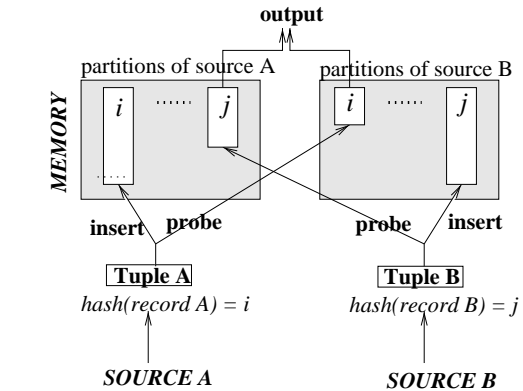 output
partitions of source A
partitions of source B
MEMORY
i ...... j
i ...... j
.....
insert
probe
probe
insert
Tuple A
Tuple B
hash(record A) = i
hash(record B) = j
SOURCE A
SOURCE B